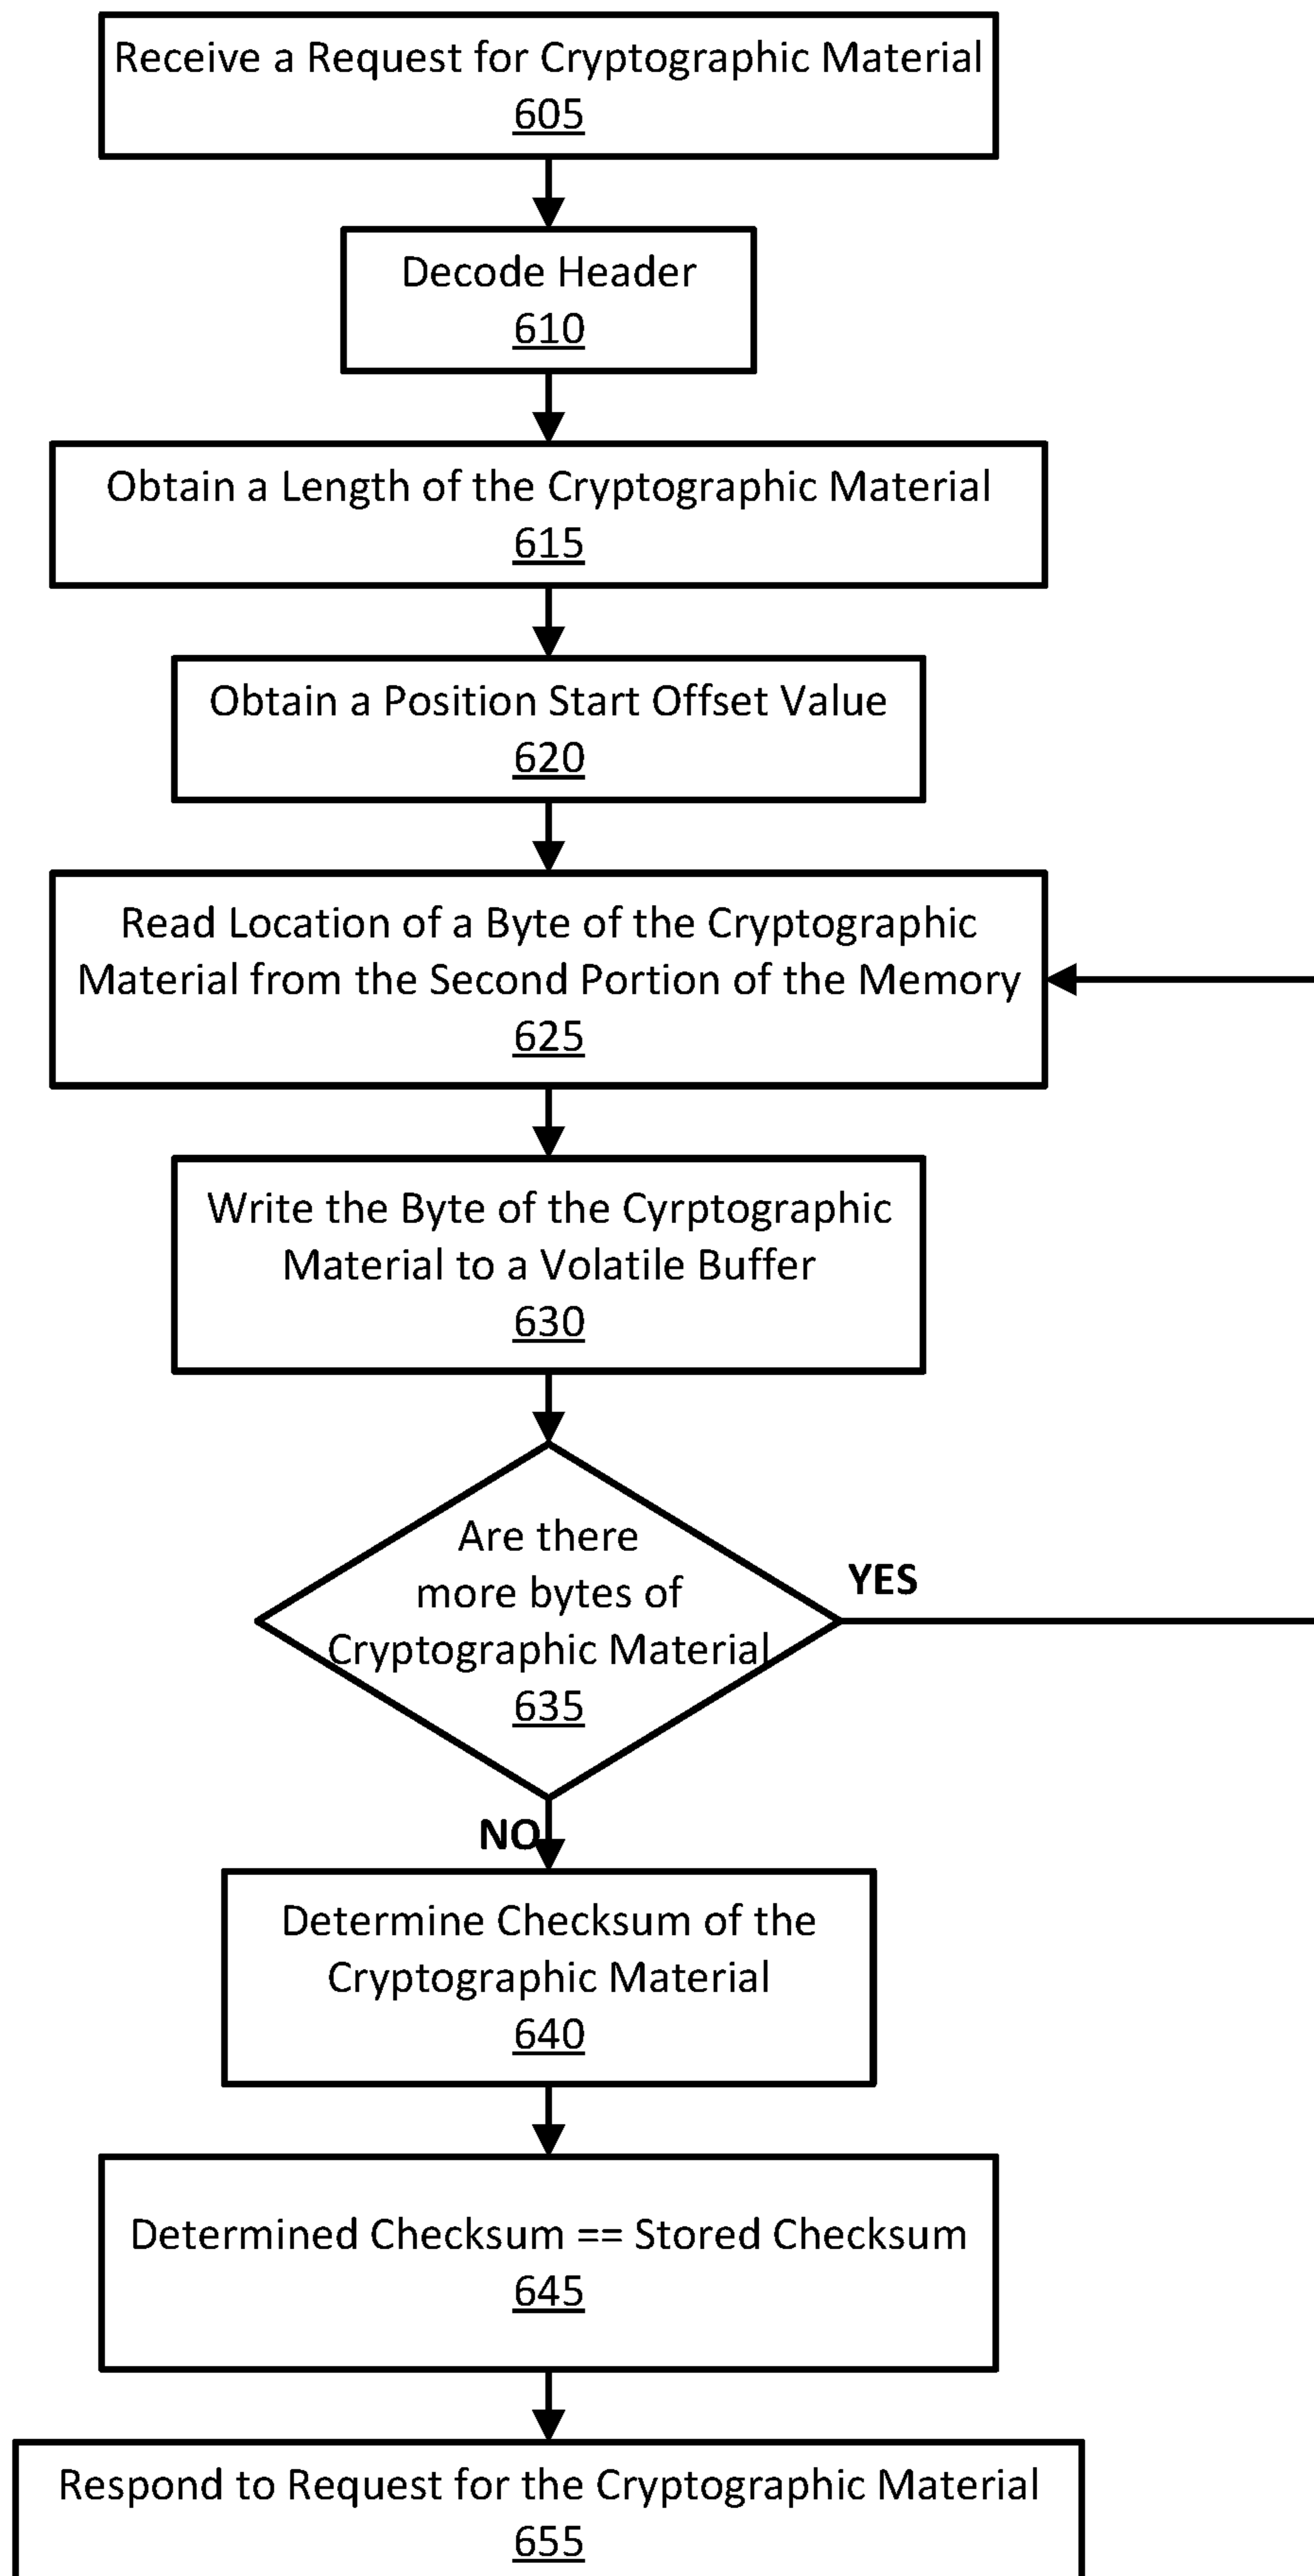 Receive a Request for Cryptographic Material
605
Decode Header
610
Obtain a Length of the Cryptographic Material
615
Obtain a Position Start Offset Value
620
Read Location of a Byte of the Cryptographic
Material from the Second Portion of the Memory
625
Write the Byte of the Cyrptographic
Material to a Volatile Buffer
630
Are there
more bytes of
Cryptographic Material
635
YES
NO
Determine Checksum of the
Cryptographic Material
640
Determined Checksum == Stored Checksum
645
Respond to Request for the Cryptographic Material
655